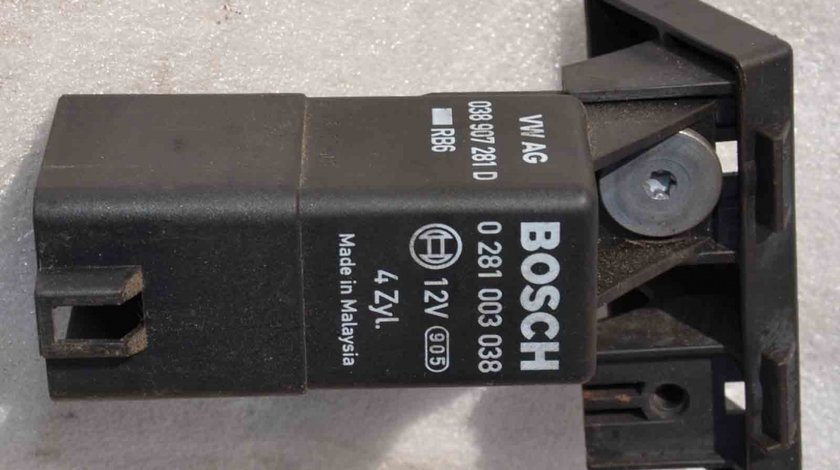 VW AG
038 907 281 D
RB6
BOSCH
0 281 003 038
12V 905
4 Zyl.
Made in Malaysia